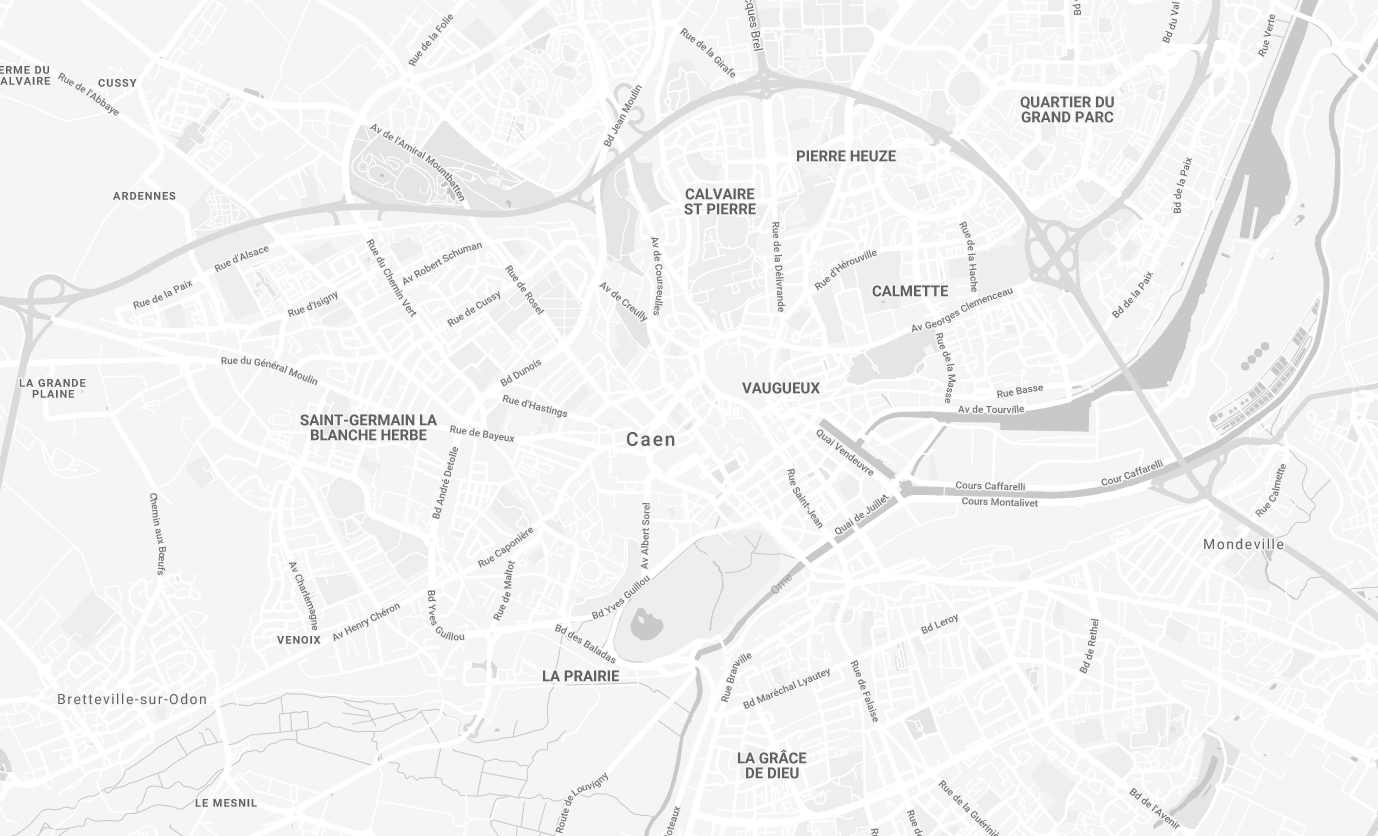 Rue de la Folie
Jacques Brel
Rue de la Girafe
Bd du Val
Rue Verte
CUSSY
Rue de l'Abbaye
Bd Jean Moulin
QUARTIER DU
GRAND PARC
Av de l'Amiral Mountbatten
PIERRE HEUZE
ARDENNES
CALVAIRE
ST PIERRE
Bd de la Paix
Rue d'Alsace
Rue du Chemin Vert
Av Robert Schuman
Av de Courseulles
Rue de la Délivrande
Rue d'Hérouville
Rue de la Hache
Rue de la Paix
Rue d'Isigny
Rue de Cussy
Rue de Rosel
Av de Creully
CALMETTE
Av Georges Clemenceau
Bd de la Paix
Rue du Général Moulin
Bd Dunois
Rue de la Masse
LA GRANDE
PLAINE
VAUGUEUX
Rue Basse
Rue d'Hastings
Av de Tourville
SAINT-GERMAIN LA
BLANCHE HERBE
Rue de Bayeux
Caen
Quai Vendeuvre
Bd André Detolle
Rue Saint-Jean
Cours Caffarelli
Cour Caffarelli
Cours Montalivet
Rue Calmette
Chemin aux Bœufs
Av Albert Sorel
Quai de Juillet
Mondeville
Rue Caponière
Av Charlemagne
Rue de Maltot
Orne
Bd Yves Guillou
Bd Yves Guillou
Av Henry Chéron
VENOIX
Bd des Baladas
Bd Leroy
Bd de Rethel
LA PRAIRIE
Rue Branville
Bd Maréchal Lyautey
Rue de Falaise
Bretteville-sur-Odon
LA GRÂCE
DE DIEU
LE MESNIL
Route de Louvigny
Bd de l'Avenir